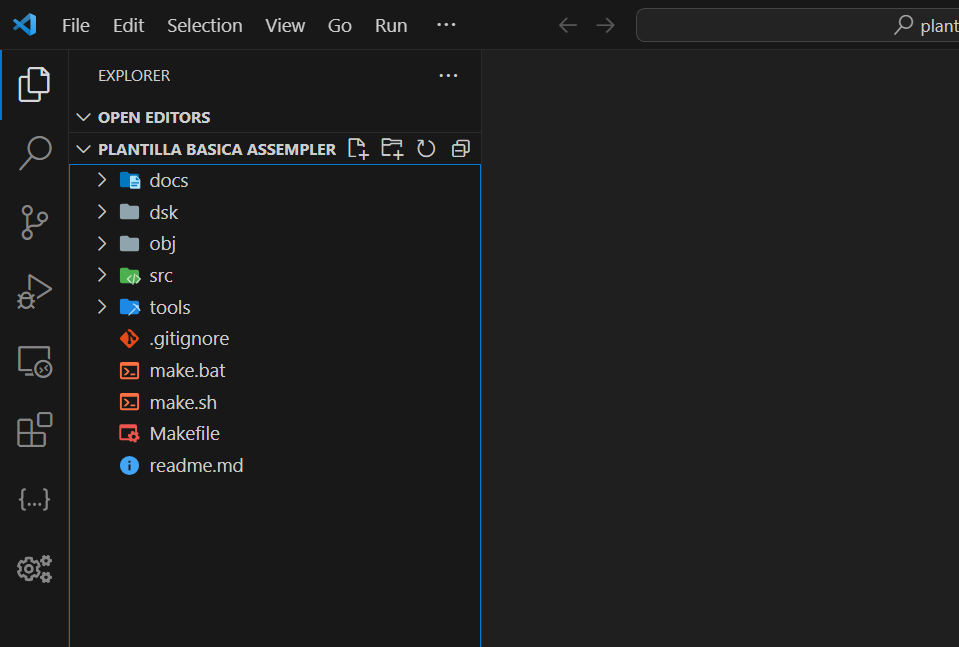 File Edit Selection View Go Run ···
plant
EXPLORER ···
OPEN EDITORS
PLANTILLA BASICA ASSEMPLER
docs
dsk
obj
src
tools
.gitignore
make.bat
make.sh
Makefile
readme.md
{...}